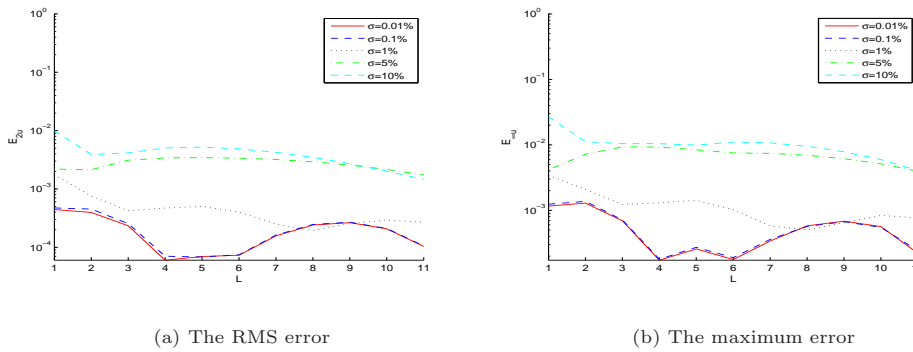 10^0
10^-1
10^-2
10^-3
10^-4
E_2u
1 2 3 4 5 6 7 8 9 10 11
L
σ=0.01%
σ=0.1%
σ=1%
σ=5%
σ=10%
(a) The RMS error
10^0
10^-1
10^-2
10^-3
E_∞u
1 2 3 4 5 6 7 8 9 10 1
L
σ=0.01%
σ=0.1%
σ=1%
σ=5%
σ=10%
(b) The maximum error